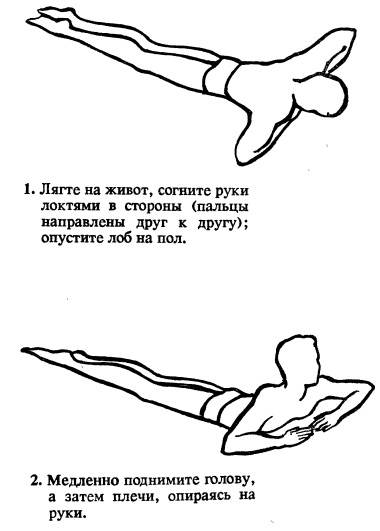 1. Лягте на живот, согните руки
локтями в стороны (пальцы
направлены друг к другу);
опустите лоб на пол.
2. Медленно поднимите голову,
а затем плечи, опираясь на
руки.